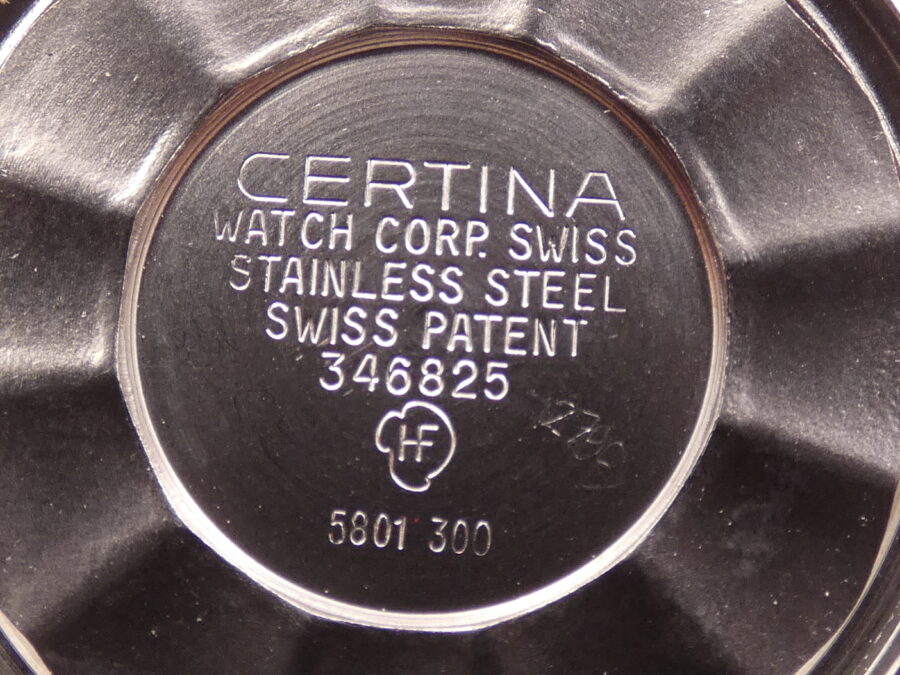 CERTINA
WATCH CORP. SWISS
STAINLESS STEEL
SWISS PATENT
346825
HF
5801 300